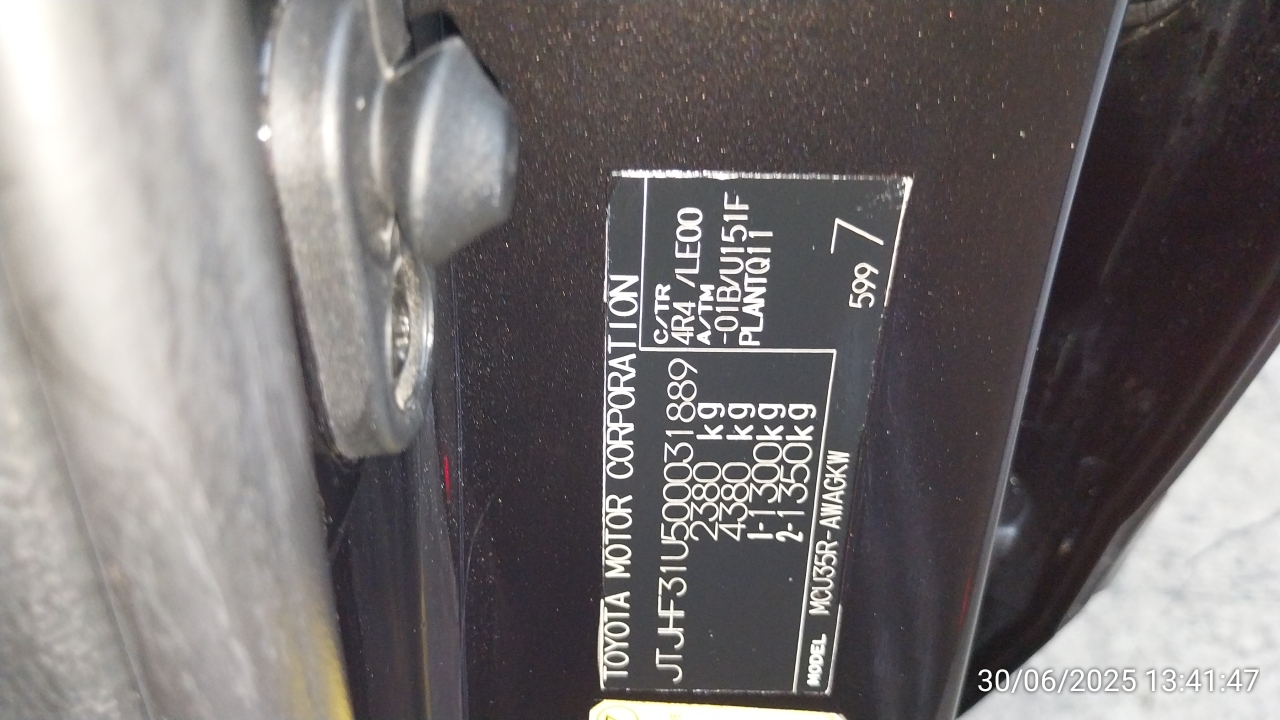 TOYOTA MOTOR CORPORATION
JTJHF31U500031889
2380 kg
4380 kg
1-1300kg
2-1350kg
C/TR
4R4 /LE00
A/TM
-01B/U151F
PLANTQ11
MODEL MCU35R-AWAGKW
599 7
30/06/2025 13:41:47